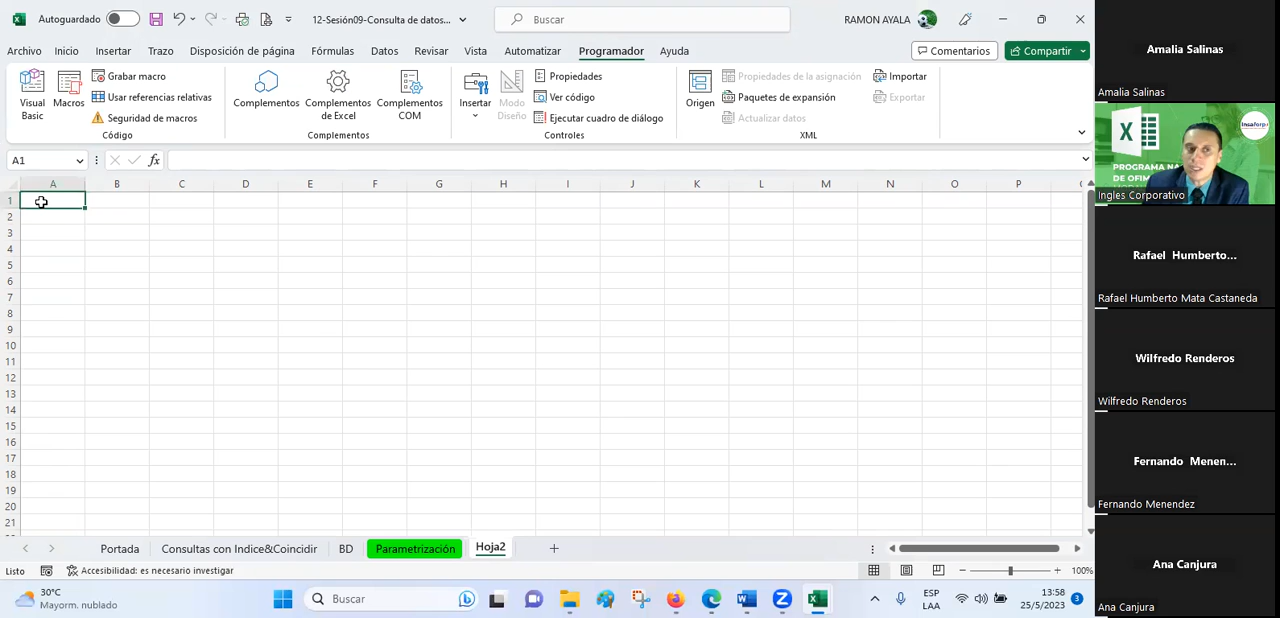 Autoguardado
12-Sesión09-Consulta de datos...
Buscar
RAMON AYALA
Archivo Inicio Insertar Trazo Disposición de página Fórmulas Datos Revisar Vista Automatizar Programador Ayuda
Comentarios
Compartir
Visual Basic
Macros
Grabar macro
Usar referencias relativas
Seguridad de macros
Código
Complementos
Complementos de Excel
Complementos COM
Complementos
Insertar
Modo Diseño
Propiedades
Ver código
Ejecutar cuadro de diálogo
Controles
Origen
Propiedades de la asignación
Paquetes de expansión
Actualizar datos
Importar
Exportar
XML
A1
fx
A B C D E F G H I J K L M N O P
1
2
3
4
5
6
7
8
9
10
11
12
13
14
15
16
17
18
19
20
21
Portada Consultas con Indice&Coincidir BD Parametrización Hoja2
Listo
Accesibilidad: es necesario investigar
100%
30°C
Mayorm. nublado
Buscar
ESP
LAA
13:58
25/5/2023
3
Amalia Salinas
Amalia Salinas
PROGRAMA NA
DE OFIM
Insaforp
Ingles Corporativo
Rafael Humberto...
Rafael Humberto Mata Castaneda
Wilfredo Renderos
Wilfredo Renderos
Fernando Menen...
Fernando Menendez
Ana Canjura
Ana Canjura